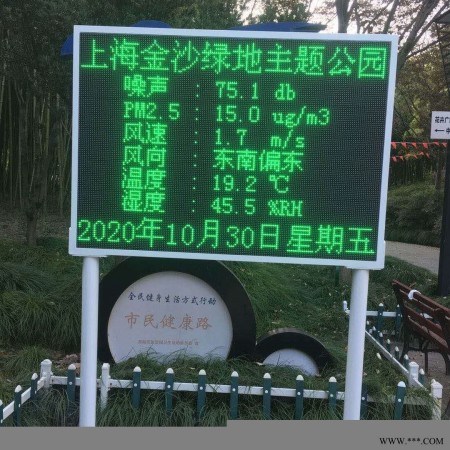 上海金沙绿地主题公园
噪声 : 75.1 db
PM2.5 : 15.0 ug/m3
风速 : 1.7 m/s
风向 : 东南偏东
温度 : 19.2 ℃
湿度 : 45.5 %RH
2020年10月30日星期五
全民健身生活方式行动
市民健康路
WWW.***.COM